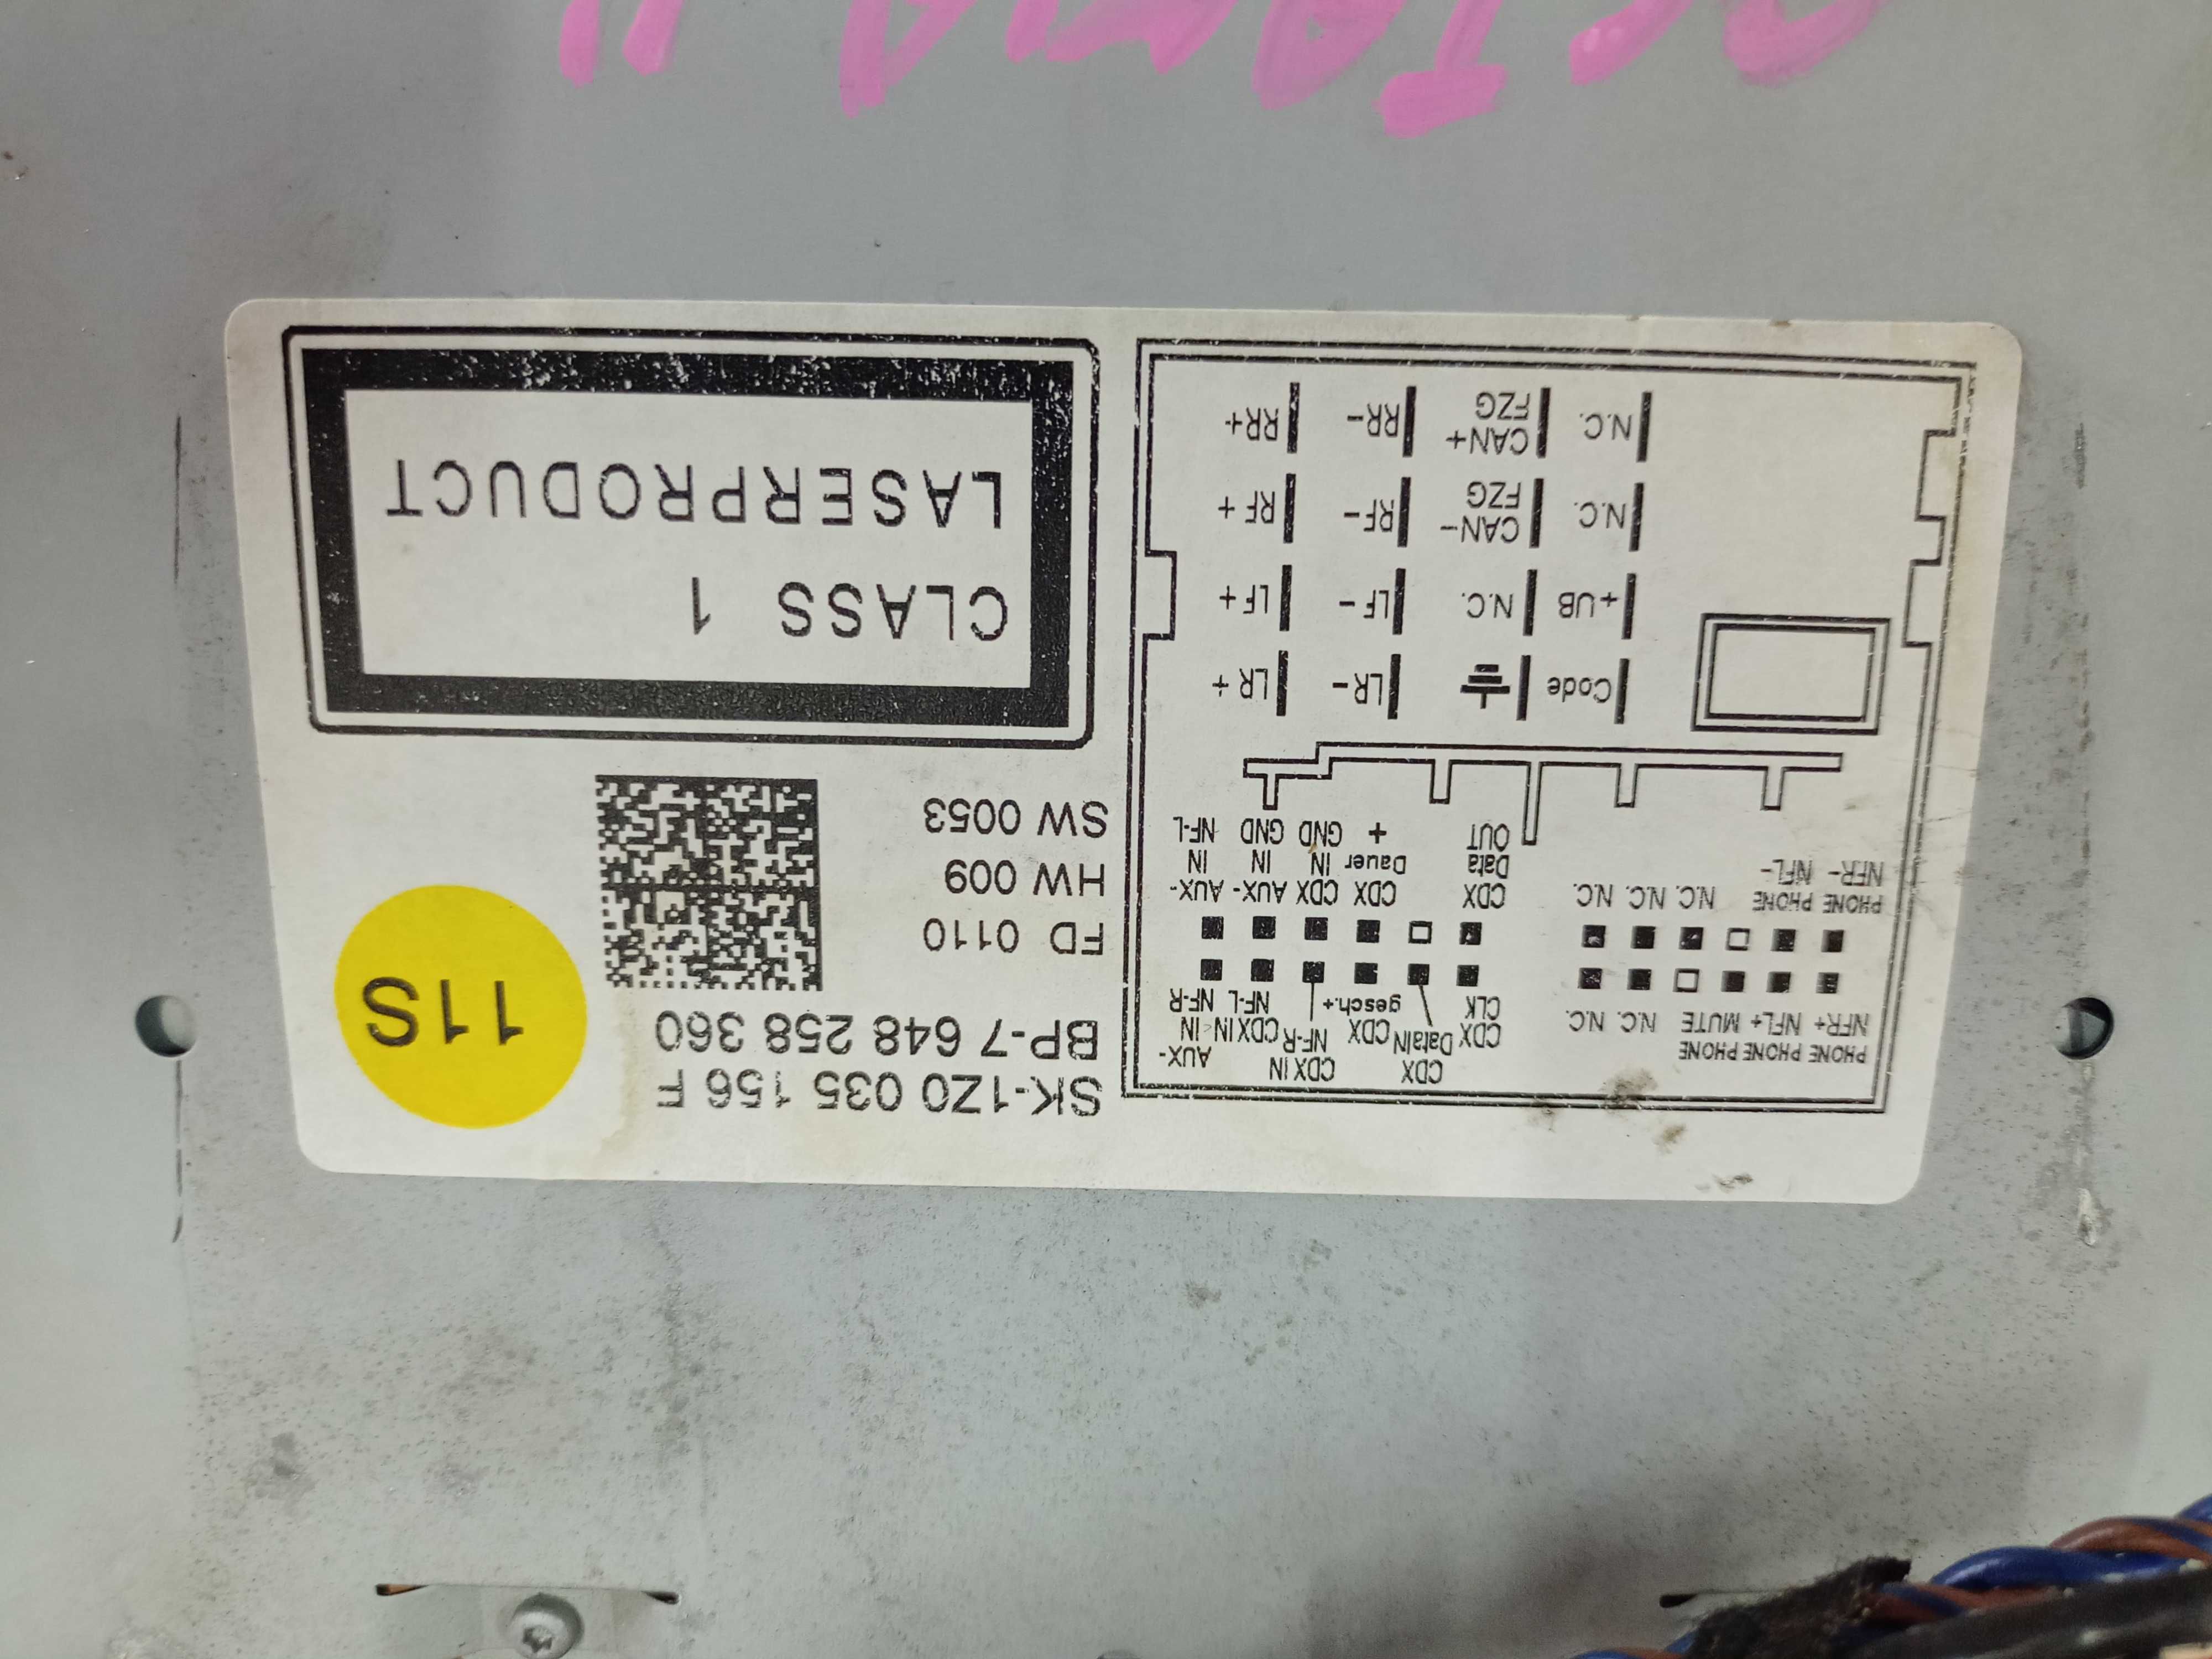 PHONE PHONE PHONE
NFR+ NFL+ MUTE N.C. N.C.
CDX CDX IN AUX-
CDX DataIN CDX NF-R CDX IN IN IN
CLK gesch.+ NF-L NF-R
PHONE PHONE N.C. N.C. N.C. CDX CDX CDX AUX- AUX-
NFR- NFL- Data Dauer IN IN IN
OUT + GND GND NF-L
Code LR- LR+
+UB N.C. LF- LF+
N.C. CAN- RF- RF+
FZG
N.C. CAN+ RR- RR+
FZG
SK-1Z0 035 156 F
BP-7 648 258 360
FD 0110
HW 009
SW 0053
11S
CLASS 1
LASERPRODUCT